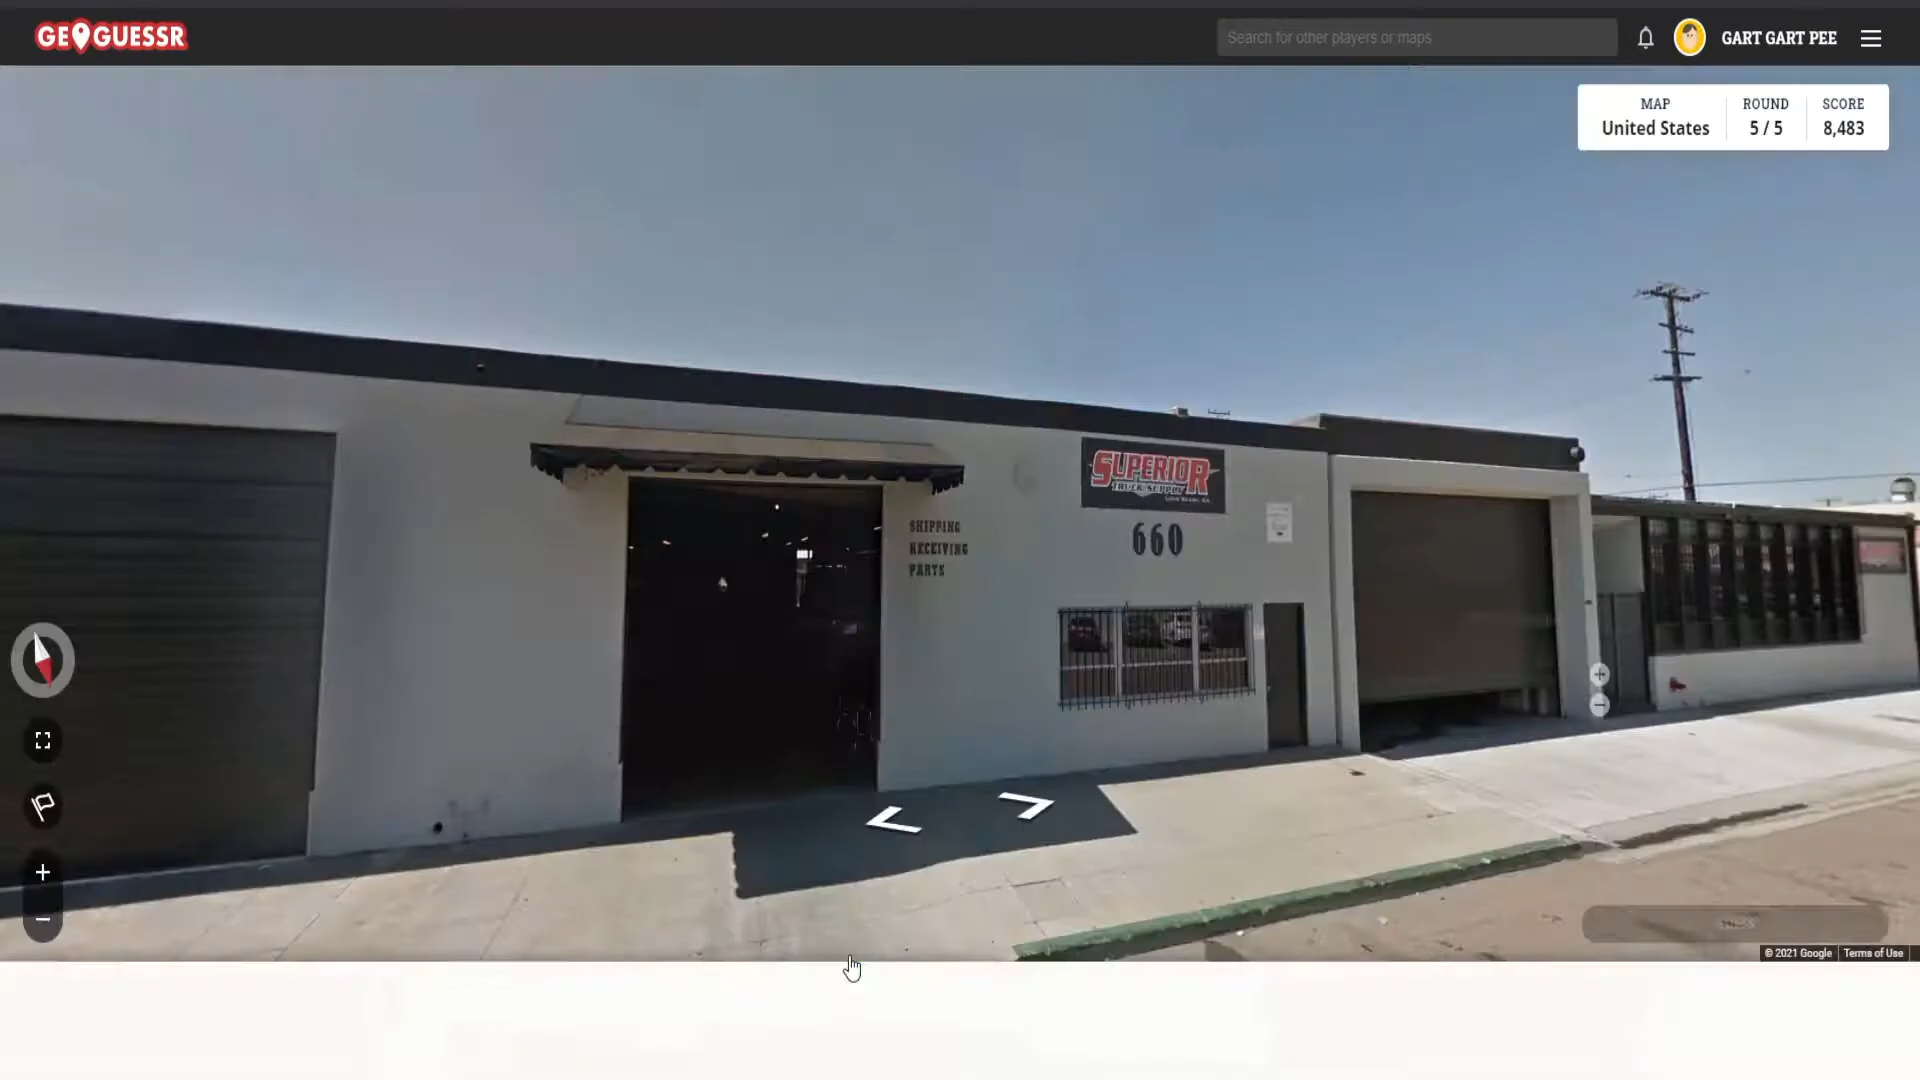 GEOGUESSR
Search for other players or maps
GART GART PEE
MAP
United States
ROUND
5 / 5
SCORE
8,483
SUPERIOR
TRUCK SUPPLY
SHIPPING
RECEIVING
PARTS
660
© 2021 Google
Terms of Use